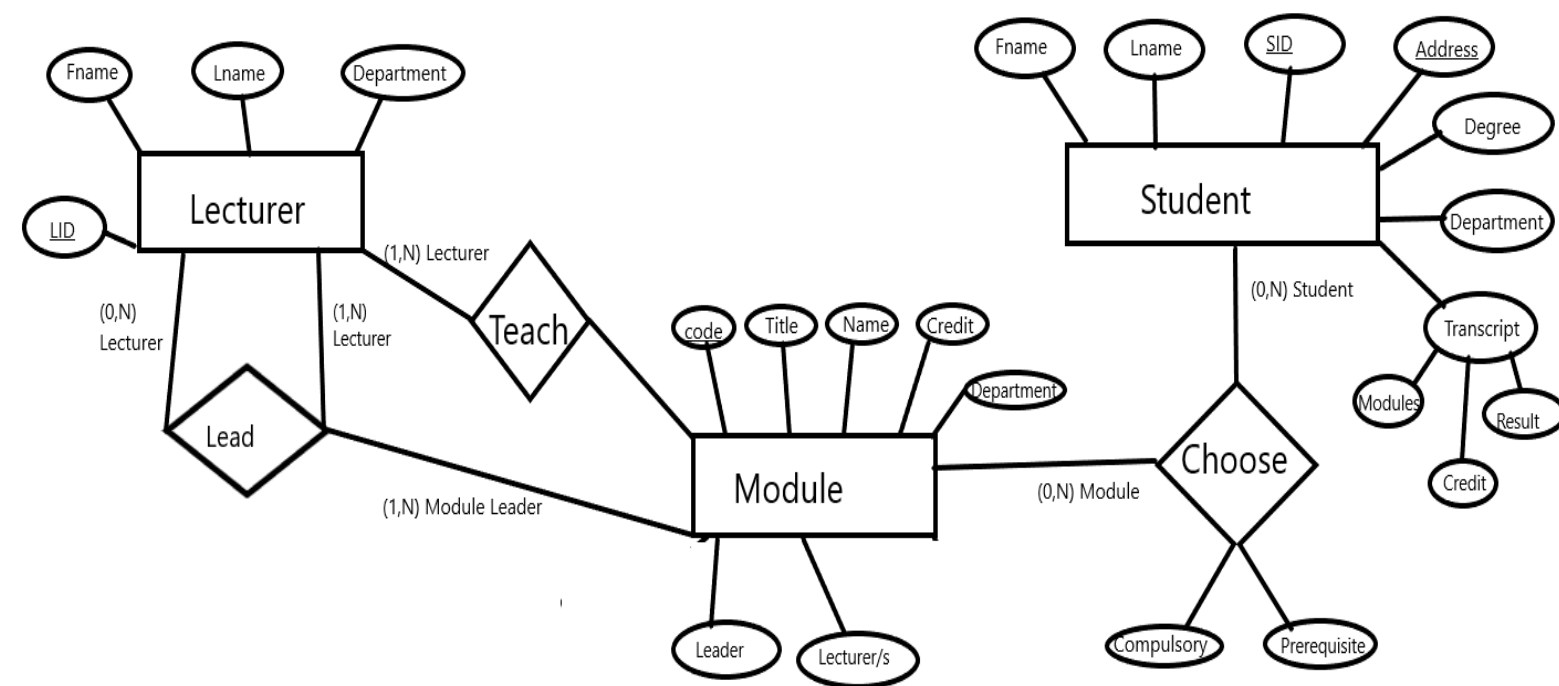 Fname
Lname
Department
LID
Lecturer
(1,N) Lecturer
(0,N)
Lecturer
(1,N)
Lecturer
Teach
Lead
(1,N) Module Leader
code
Title
Name
Credit
Department
Module
Leader
Lecturer/s
Fname
Lname
SID
Address
Degree
Department
Student
(0,N) Student
Transcript
Modules
Result
Credit
Choose
(0,N) Module
Compulsory
Prerequisite